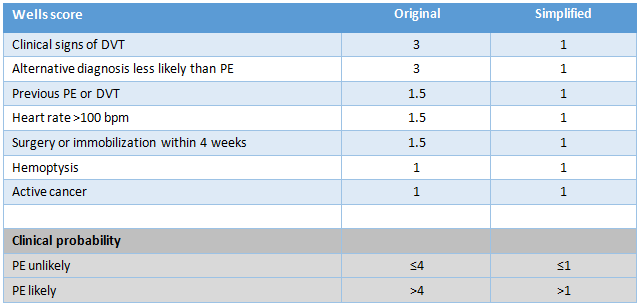 Wells score Original Simplified
Clinical signs of DVT 3 1
Alternative diagnosis less likely than PE 3 1
Previous PE or DVT 1.5 1
Heart rate >100 bpm 1.5 1
Surgery or immobilization within 4 weeks 1.5 1
Hemoptysis 1 1
Active cancer 1 1
Clinical probability
PE unlikely ≤4 ≤1
PE likely >4 >1